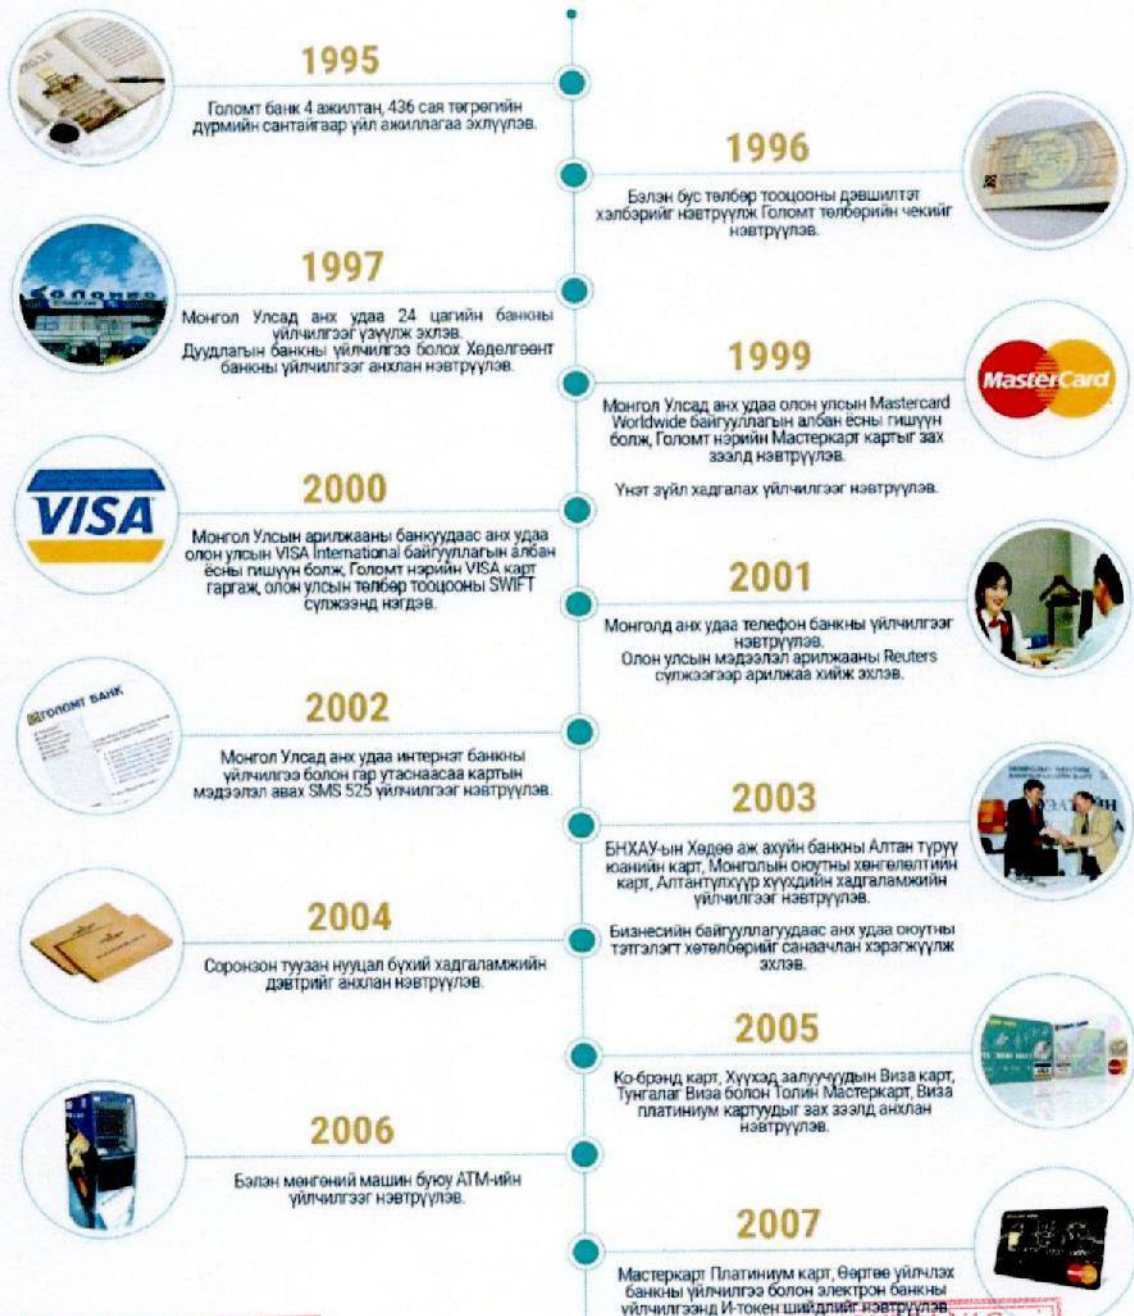 1995
Голомт банк 4 ажилтан, 436 сая төгрөгийн
дүрмийн сантайгаар үйл ажиллагаа эхлүүлэв.
1996
Бэлэн бус төлбөр тооцооны дэвшилтэт
хэлбэрийг нэвтрүүлж Голомт төлбөрийн чекийг
нэвтрүүлэв.
1997
Монгол Улсад анх удаа 24 цагийн банкны
үйлчилгээг үзүүлж эхлэв.
Дуудлагын банкны үйлчилгээ болох Хөдөлгөөнт
банкны үйлчилгээг анхлан нэвтрүүлэв.
1999
Монгол Улсад анх удаа олон улсын Mastercard
Worldwide байгууллагын албан ёсны гишүүн
болж, Голомт нэрийн Мастеркарт картыг зах
зээлд нэвтрүүлэв.
Үнэт зүйл хадгалах үйлчилгээг нэвтрүүлэв.
MasterCard
VISA
2000
Монгол Улсын арилжааны банкуудаас анх удаа
олон улсын VISA International байгууллагын албан
ёсны гишүүн болж, Голомт нэрийн VISA карт
гаргаж, олон улсын төлбөр тооцооны SWIFT
сүлжээнд нэгдэв.
2001
Монголд анх удаа телефон банкны үйлчилгээг
нэвтрүүлэв.
Олон улсын мэдээлэл арилжааны Reuters
сүлжээгээр арилжаа хийж эхлэв.
ГОЛОМТ БАНК
2002
Монгол Улсад анх удаа интернэт банкны
үйлчилгээ болон гар утаснаасаа картын
мэдээлэл авах SMS 525 үйлчилгээг нэвтрүүлэв.
2003
БНХАУ-ын Хөдөө аж ахуйн банкны Алтан түрүү
юанийн карт, Монголын оюутны хөнгөлөлтийн
карт, Алтантүлхүүр хүүхдийн хадгаламжийн
үйлчилгээг нэвтрүүлэв.
Бизнесийн байгууллагуудаас анх удаа оюутны
тэтгэлэгт хөтөлбөрийг санаачлан хэрэгжүүлж
эхлэв.
2004
Соронзон туузан нууцал бүхий хадгаламжийн
дэвтрийг анхлан нэвтрүүлэв.
2005
Ко-брэнд карт, Хүүхэд залуучуудын Виза карт,
Тунгалаг Виза болон Толин Мастеркарт, Виза
платиниум картуудыг зах зээлд анхлан
нэвтрүүлэв.
2006
Бэлэн мөнгөний машин буюу АТМ-ийн
үйлчилгээг нэвтрүүлэв.
2007
Мастеркарт Платиниум карт, Өөртөө үйлчлэх
банкны үйлчилгээ болон электрон банкны
үйлчилгээнд И-токен шийдлийг нэвтрүүлэв